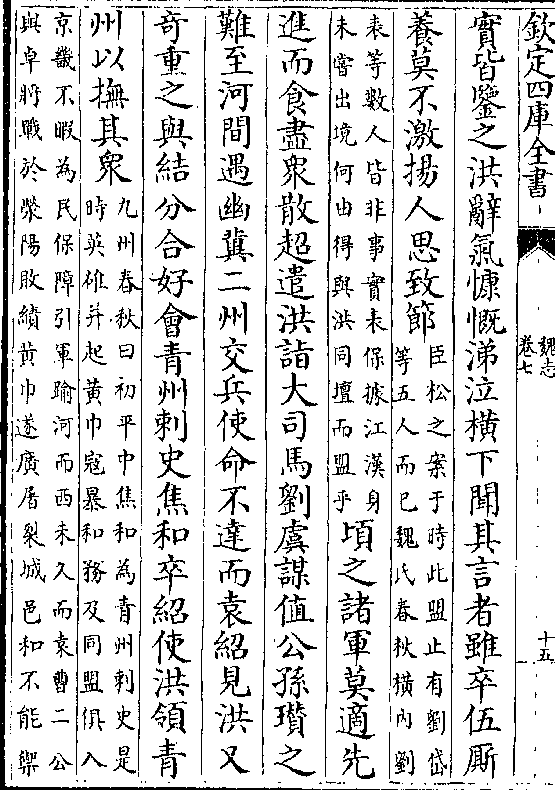 欽定四庫全書
魏志
卷七
十五
實皆鑒之洪辭氣慷慨涕泣橫下聞其言者雖卒伍厮
養莫不激揚人思致節
臣松之案于時此盟止有劉岱
等五人而已魏氏春秋橫内劉
表等數人皆非事實表保據江漢身
未嘗出境何由得與洪同壇而盟乎
頃之諸軍莫適先
進而食盡衆散超遣洪詣大司馬劉虞謀值公孫瓚之
難至河間遇幽冀二州交兵使命不達而袁紹見洪又
奇重之與結分合好會青州刺史焦和卒紹使洪領青
州以撫其衆
九州春秋曰初平中焦和為青州刺史是
時英雄並起黄巾寇暴和務及同盟俱入
京畿不暇為民保障引軍踰河而西未久而袁曹二公
與卓將戰於滎陽敗績黄巾遂廣屠裂城邑和不能禦